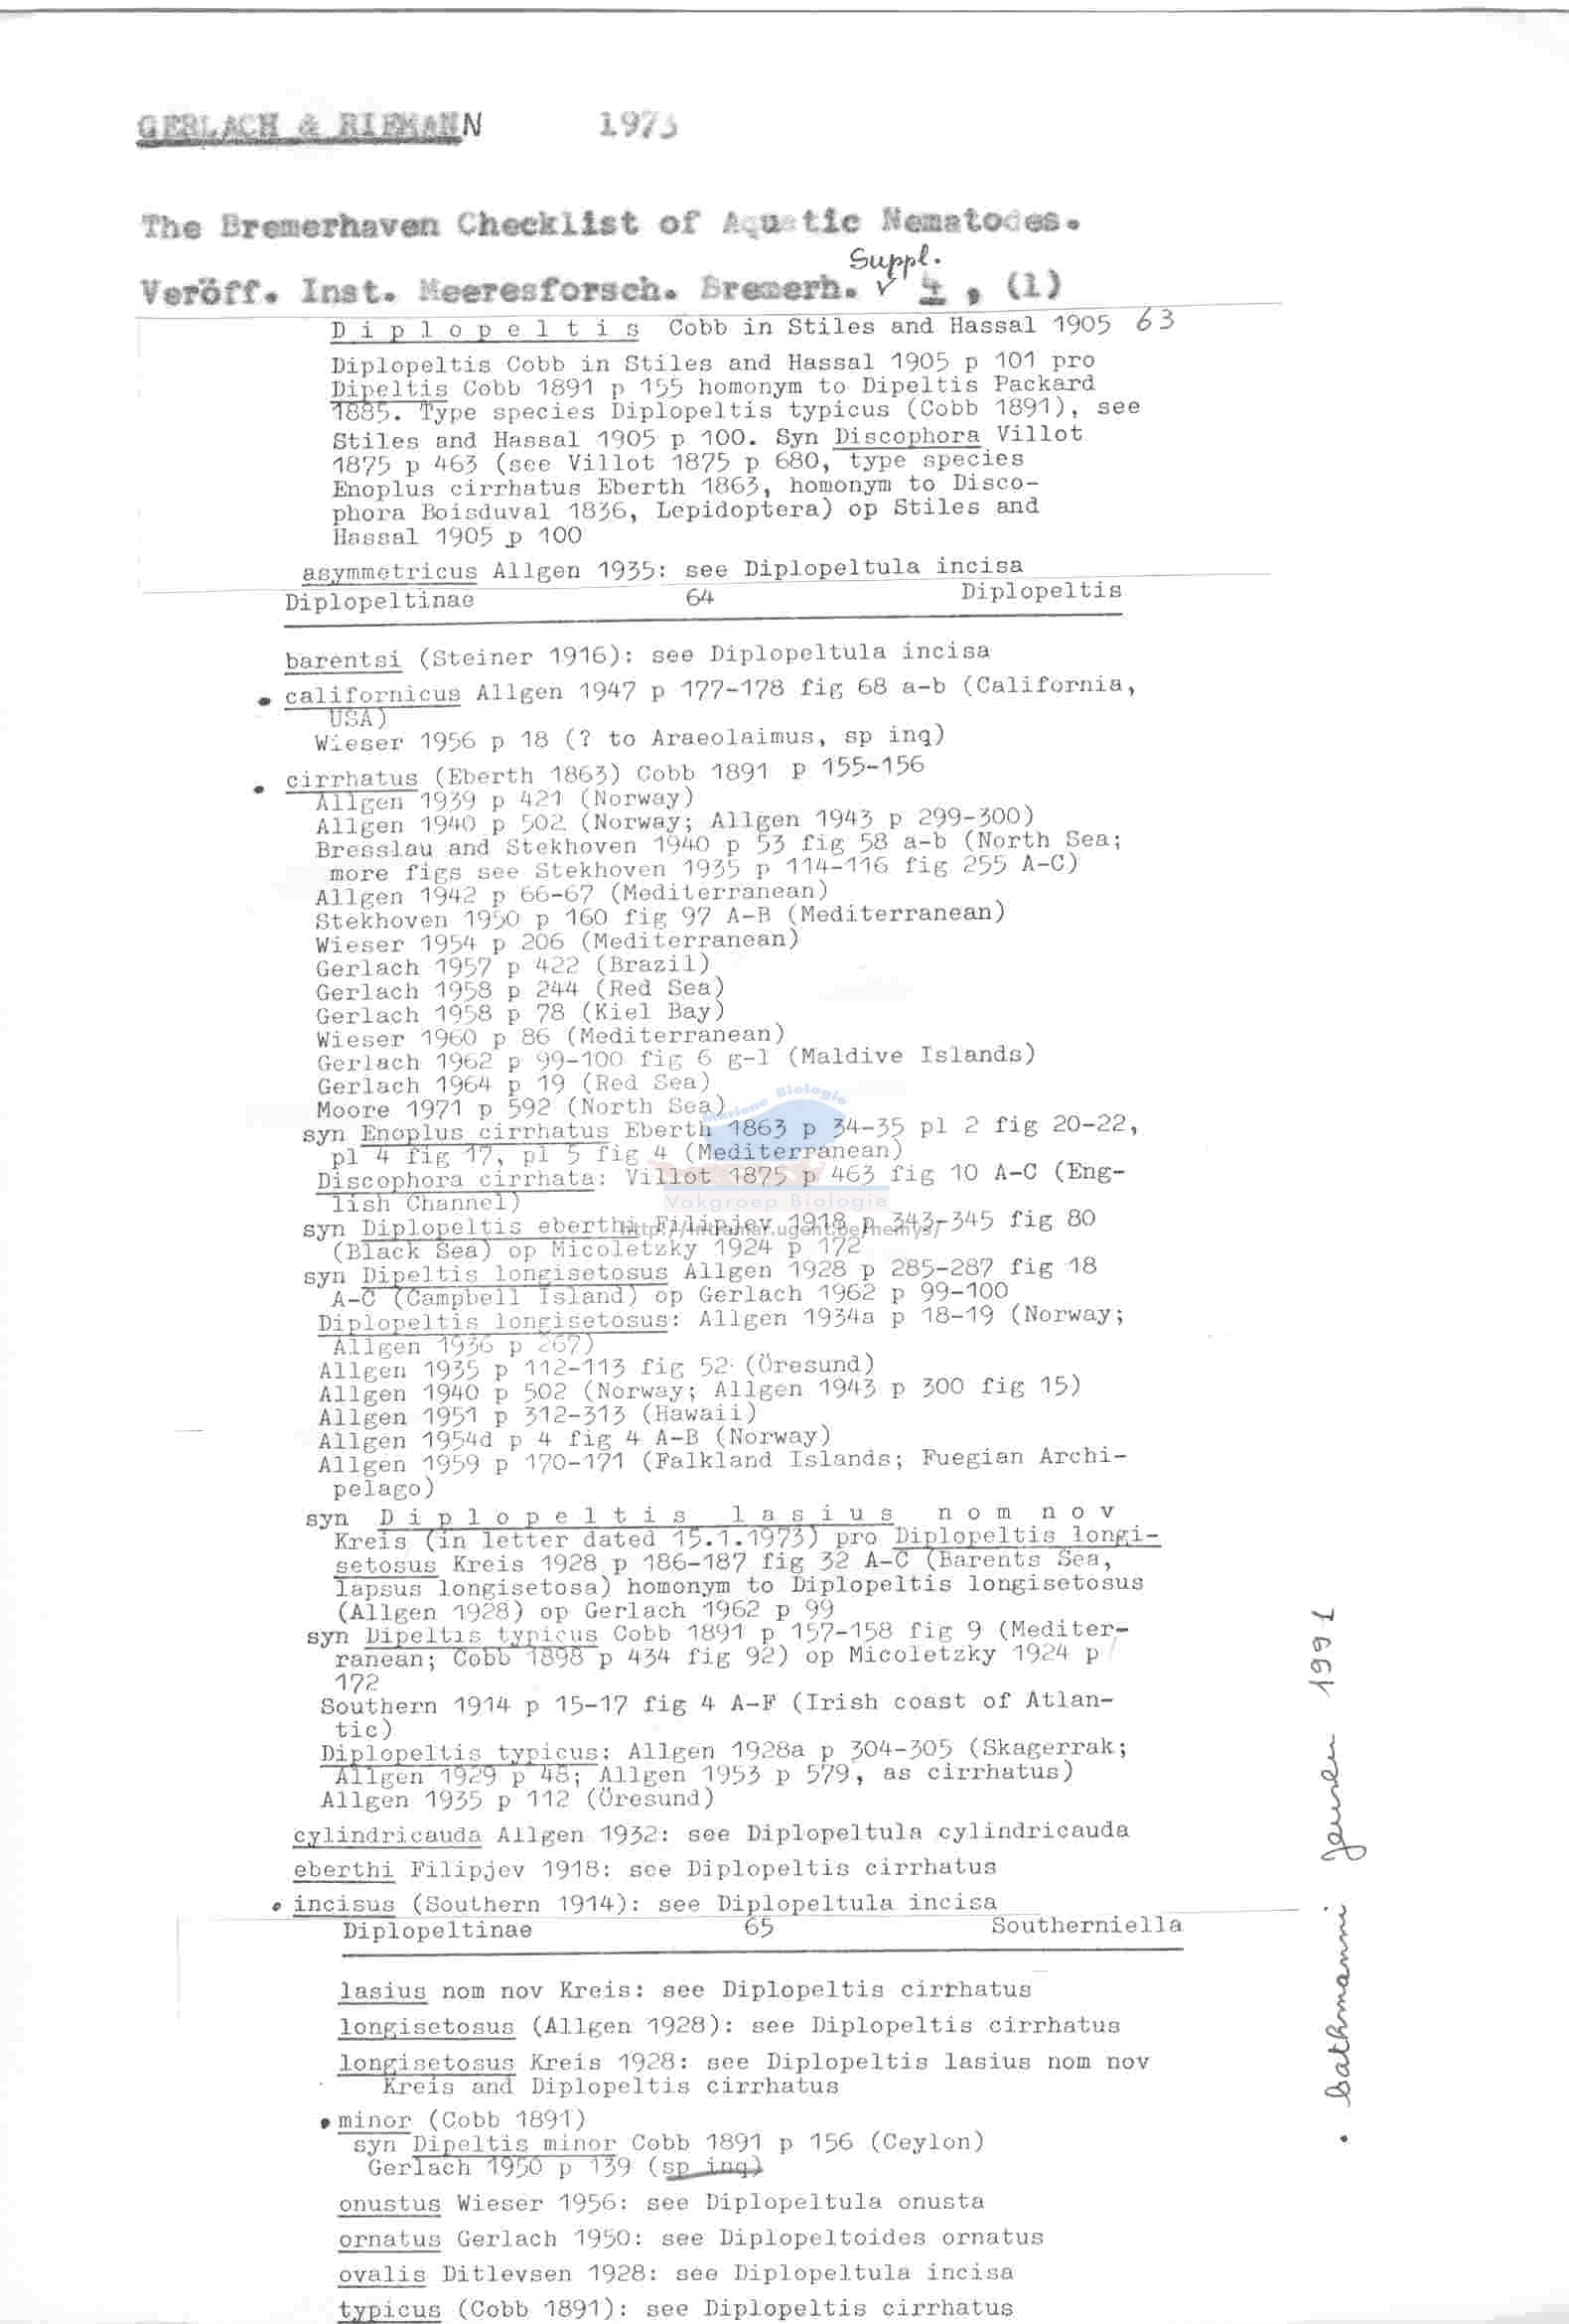 GERLACH & RIEMANN 1973
The Bremerhaven Checklist of Aquatic Nematodes.
Suppl.
Veröff. Inst. Meeresforsch. Bremerh. v 4 , (1)
Diplopeltis Cobb in Stiles and Hassal 1905 63
Diplopeltis Cobb in Stiles and Hassal 1905 p 101 pro
Dipeltis Cobb 1891 p 155 homonym to Dipeltis Packard
1885. Type species Diplopeltis typicus (Cobb 1891), see
Stiles and Hassal 1905 p 100. Syn Discophora Villot
1875 p 463 (see Villot 1875 p 680, type species
Enoplus cirrhatus Eberth 1863, homonym to Disco-
phora Boisduval 1836, Lepidoptera) op Stiles and
Hassal 1905 p 100
asymmetricus Allgen 1935: see Diplopeltula incisa
Diplopeltinae 64 Diplopeltis
barentsi (Steiner 1916): see Diplopeltula incisa
• californicus Allgen 1947 p 177-178 fig 68 a-b (California,
USA)
Wieser 1956 p 18 (? to Araeolaimus, sp inq)
• cirrhatus (Eberth 1863) Cobb 1891 p 155-156
Allgen 1939 p 421 (Norway)
Allgen 1940 p 502 (Norway; Allgen 1943 p 299-300)
Bresslau and Stekhoven 1940 p 53 fig 58 a-b (North Sea;
more figs see Stekhoven 1935 p 114-116 fig 255 A-C)
Allgen 1942 p 66-67 (Mediterranean)
Stekhoven 1950 p 160 fig 97 A-B (Mediterranean)
Wieser 1954 p 206 (Mediterranean)
Gerlach 1957 p 422 (Brazil)
Gerlach 1958 p 244 (Red Sea)
Gerlach 1958 p 78 (Kiel Bay)
Wieser 1960 p 86 (Mediterranean)
Gerlach 1962 p 99-100 fig 6 g-l (Maldive Islands)
Gerlach 1964 p 19 (Red Sea)
Moore 1971 p 592 (North Sea)
Mariene Biologie
syn Enoplus cirrhatus Eberth 1863 p 34-35 pl 2 fig 20-22,
pl 4 fig 17, pl 5 fig 4 (Mediterranean)
Discophora cirrhata: Villot 1875 p 463 fig 10 A-C (Eng-
lish Channel)
Vakgroep Biologie
syn Diplopeltis eberthi Filipjev 1918 p 343-345 fig 80
http://intramar.ugent.be/nemys/
(Black Sea) op Micoletzky 1924 p 172
syn Dipeltis longisetosus Allgen 1928 p 285-287 fig 18
A-C (Campbell Island) op Gerlach 1962 p 99-100
Diplopeltis longisetosus: Allgen 1934a p 18-19 (Norway;
Allgen 1936 p 267)
Allgen 1935 p 112-113 fig 52 (Öresund)
Allgen 1940 p 502 (Norway; Allgen 1943 p 300 fig 15)
Allgen 1951 p 312-313 (Hawaii)
Allgen 1954d p 4 fig 4 A-B (Norway)
Allgen 1959 p 170-171 (Falkland Islands; Fuegian Archi-
pelago)
syn Diplopeltis lasius nom nov
Kreis (in letter dated 15.1.1973) pro Diplopeltis longi-
setosus Kreis 1928 p 186-187 fig 32 A-C (Barents Sea,
lapsus longisetosa) homonym to Diplopeltis longisetosus
(Allgen 1928) op Gerlach 1962 p 99
syn Dipeltis typicus Cobb 1891 p 157-158 fig 9 (Mediter-
ranean; Cobb 1898 p 434 fig 92) op Micoletzky 1924 p
172
Southern 1914 p 15-17 fig 4 A-F (Irish coast of Atlan-
tic)
Diplopeltis typicus: Allgen 1928a p 304-305 (Skagerrak;
Allgen 1929 p 48; Allgen 1953 p 579, as cirrhatus)
Allgen 1935 p 112 (Öresund)
cylindricauda Allgen 1932: see Diplopeltula cylindricauda
eberthi Filipjev 1918: see Diplopeltis cirrhatus
• incisus (Southern 1914): see Diplopeltula incisa
Diplopeltinae 65 Southerniella
lasius nom nov Kreis: see Diplopeltis cirrhatus
longisetosus (Allgen 1928): see Diplopeltis cirrhatus
longisetosus Kreis 1928: see Diplopeltis lasius nom nov
Kreis and Diplopeltis cirrhatus
• minor (Cobb 1891)
syn Dipeltis minor Cobb 1891 p 156 (Ceylon)
Gerlach 1950 p 139 (sp inq)
onustus Wieser 1956: see Diplopeltula onusta
ornatus Gerlach 1950: see Diplopeltoides ornatus
ovalis Ditlevsen 1928: see Diplopeltula incisa
typicus (Cobb 1891): see Diplopeltis cirrhatus
• bathmanni Jensen 1991